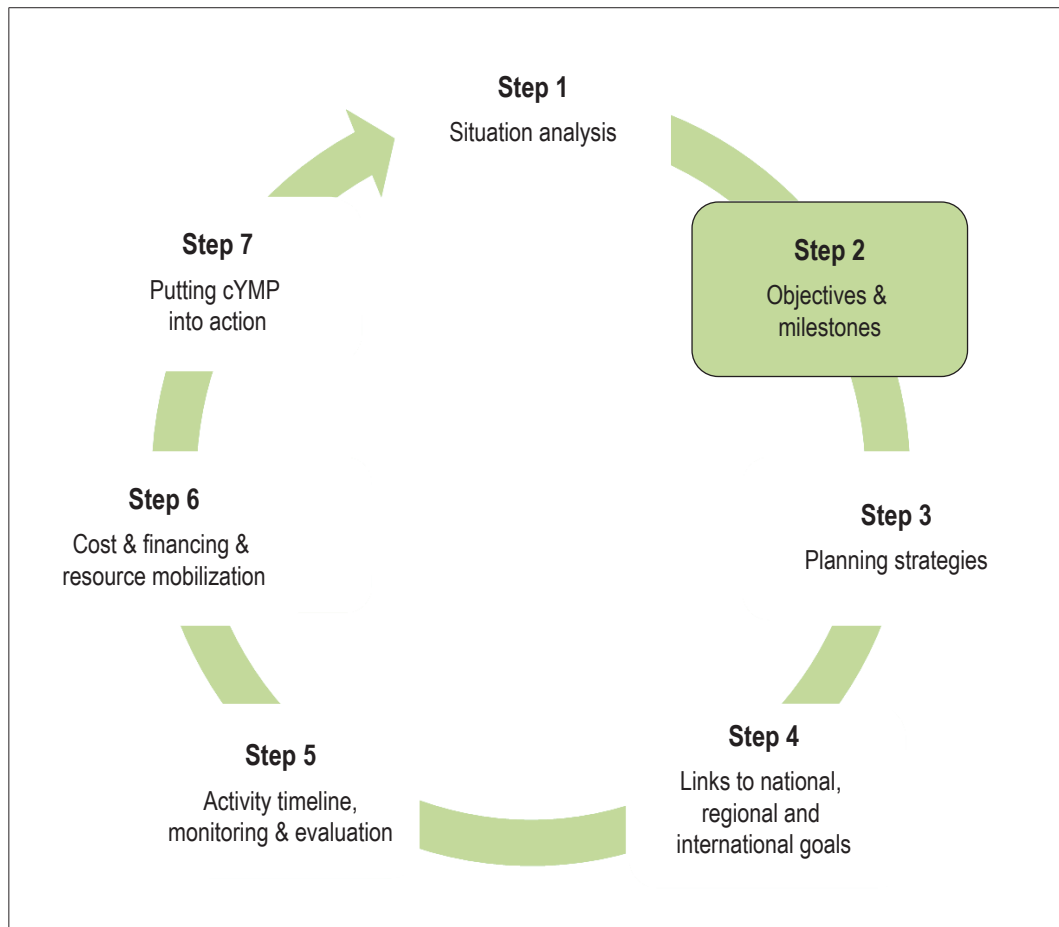 Step 1
Situation analysis
Step 2
Objectives &
milestones
Step 3
Planning strategies
Step 4
Links to national,
regional and
international goals
Step 5
Activity timeline,
monitoring & evaluation
Step 6
Cost & financing &
resource mobilization
Step 7
Putting cYMP
into action